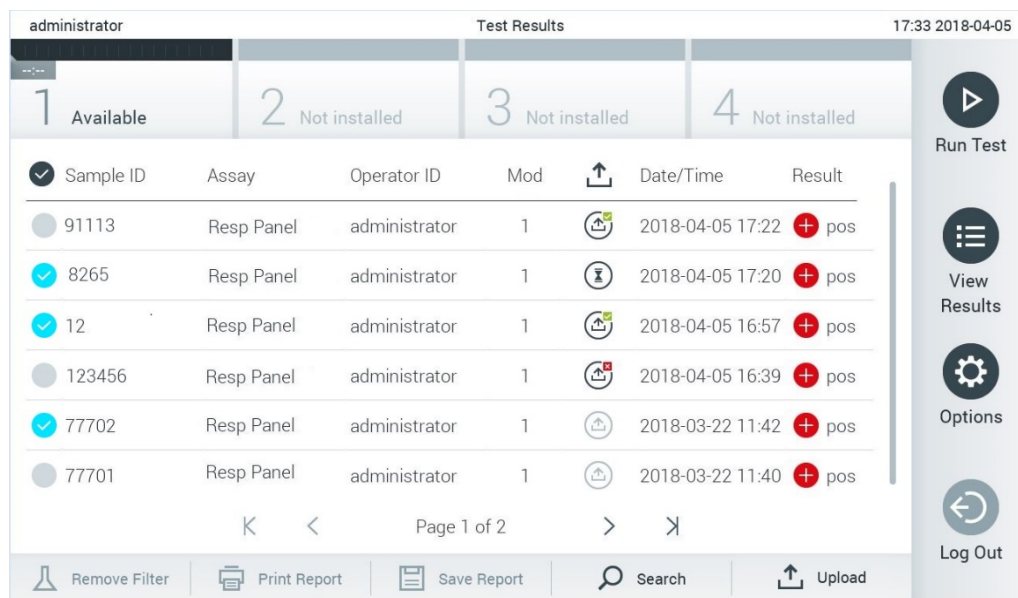 administrator Test Results 17:33 2018-04-05
--:--
1 Available 2 Not installed 3 Not installed 4 Not installed
Run Test
Sample ID Assay Operator ID Mod Date/Time Result
91113 Resp Panel administrator 1 2018-04-05 17:22 pos
8265 Resp Panel administrator 1 2018-04-05 17:20 pos
View
Results
12 Resp Panel administrator 1 2018-04-05 16:57 pos
123456 Resp Panel administrator 1 2018-04-05 16:39 pos
Options
77702 Resp Panel administrator 1 2018-03-22 11:42 pos
77701 Resp Panel administrator 1 2018-03-22 11:40 pos
Page 1 of 2
Log Out
Remove Filter Print Report Save Report Search Upload